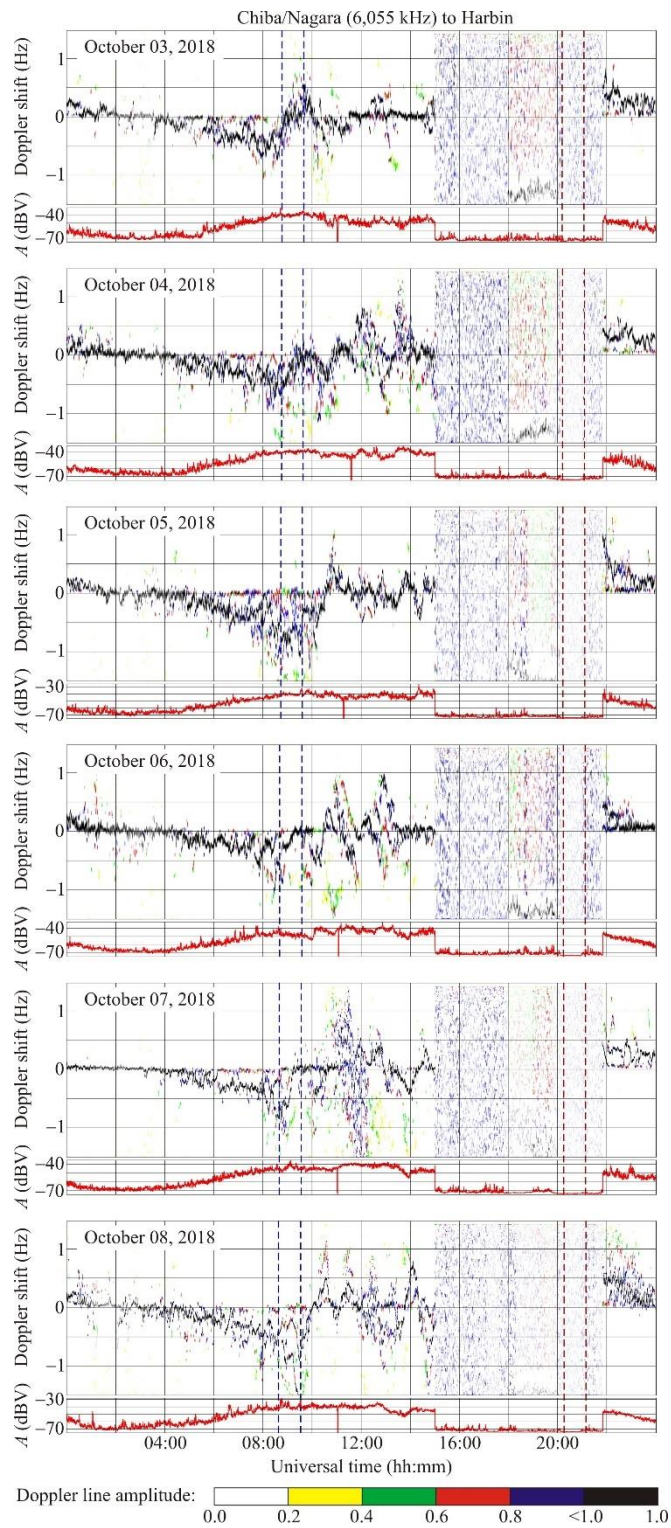 Chiba/Nagara (6,055 kHz) to Harbin
October 03, 2018
Doppler shift (Hz)
1
0
−1
A (dBV)
−40
−70
October 04, 2018
Doppler shift (Hz)
1
0
−1
A (dBV)
−40
−70
October 05, 2018
Doppler shift (Hz)
1
0
−1
A (dBV)
−30
−70
October 06, 2018
Doppler shift (Hz)
1
0
−1
A (dBV)
−40
−70
October 07, 2018
Doppler shift (Hz)
1
0
−1
A (dBV)
−40
−70
October 08, 2018
Doppler shift (Hz)
1
0
−1
A (dBV)
−30
−70
04:00 08:00 12:00 16:00 20:00
Universal time (hh:mm)
Doppler line amplitude:
0.0 0.2 0.4 0.6 0.8 <1.0 1.0